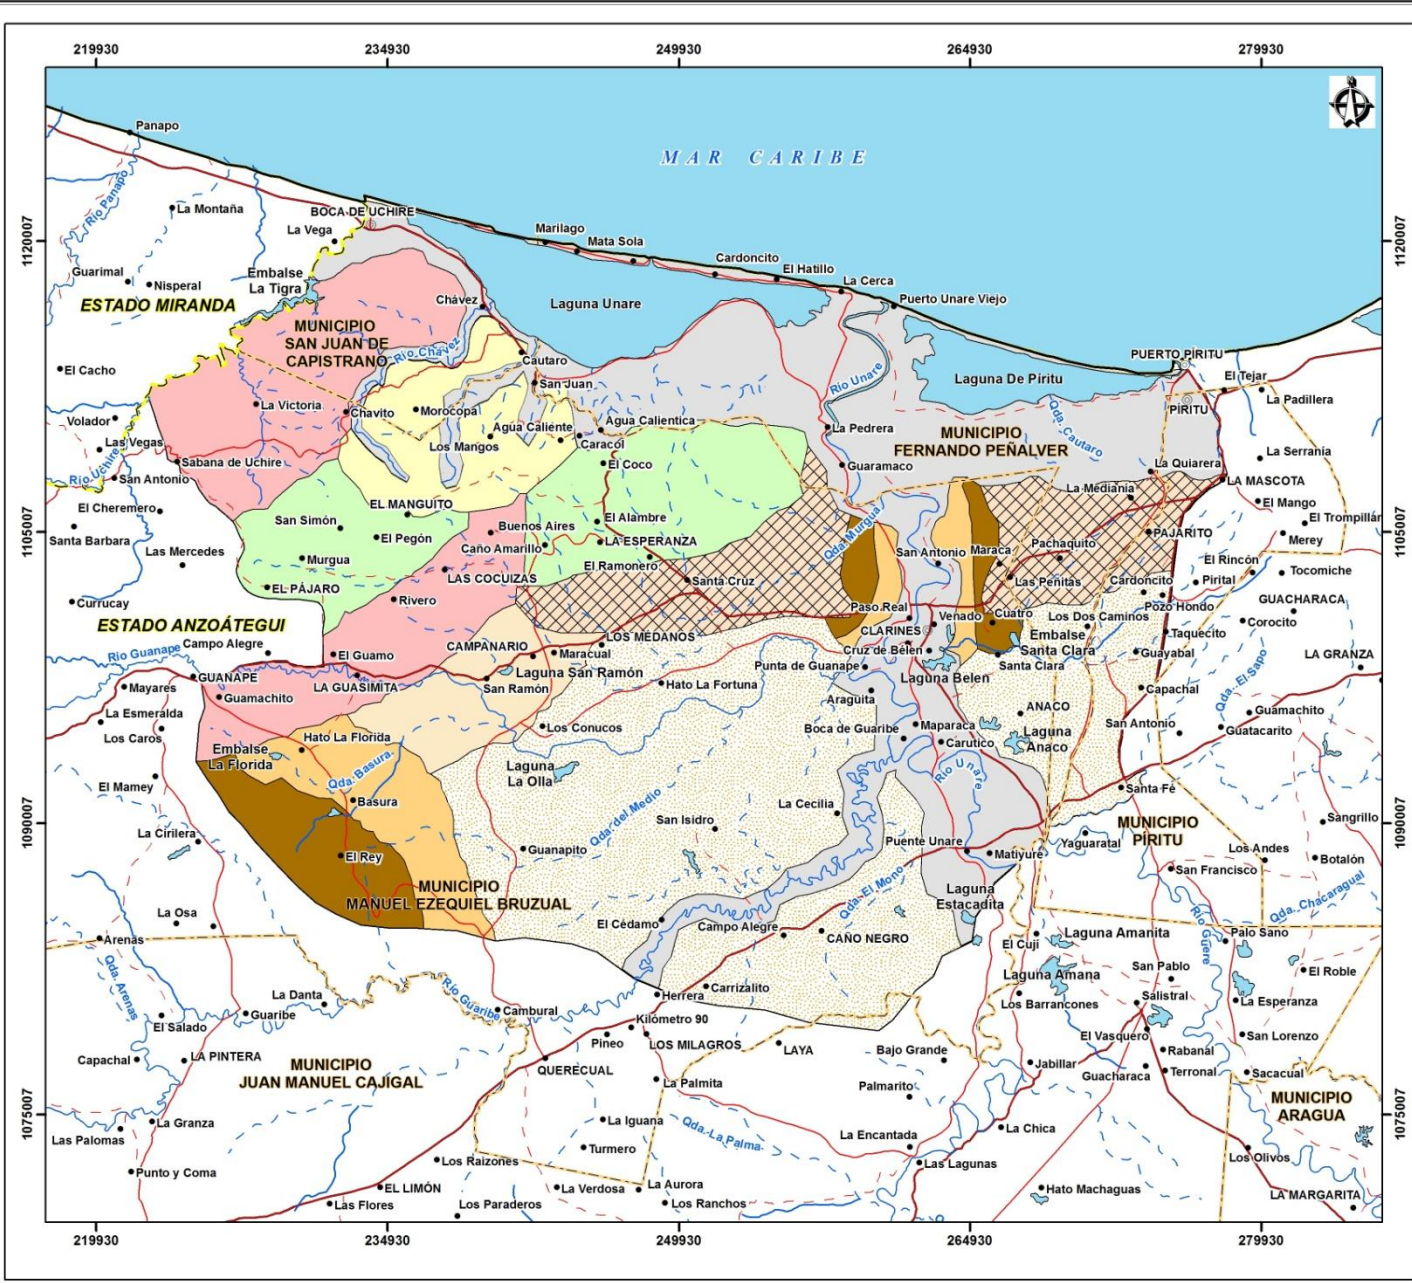 219930
234930
249930
264930
279930
Panapo
MAR CARIBE
Río Panapo
La Montaña
BOCA DE UCHIRE
La Vega
Marilago
Mata Sola
1120007
1120007
Cardoncito
El Hatillo
Guarimal
Nisperal
Embalse
La Tigra
La Cerca
Chávez
Laguna Unare
Puerto Unare Viejo
ESTADO MIRANDA
MUNICIPIO
SAN JUAN DE
CAPISTRANO
Río Chávez
Cautaro
PUERTO PÍRITU
El Cacho
San Juan
Río Unare
Laguna De Píritu
El Tejar
La Padillera
La Victoria
Chavito
Morocopa
PÍRITU
Volador
Agua Caliente
Agua Calientica
La Pedrera
Qda. Cautaro
Las Vegas
Los Mangos
Caracol
MUNICIPIO
FERNANDO PEÑALVER
La Serrania
Río Uchire
Sabana de Uchire
El Coco
Guaramaco
La Quiarera
San Antonio
La Mediania
LA MASCOTA
El Cheremero
EL MANGUITO
El Mango
San Simón
Buenos Aires
El Alambre
Qda. Murgua
El Trompillar
Santa Barbara
El Pegón
Caño Amarillo
LA ESPERANZA
PAJARITO
Merey
1105007
1105007
Las Mercedes
Murgua
El Ramonero
San Antonio
Maraca
Pachaquito
El Rincón
LAS COCUIZAS
Santa Cruz
Las Peñitas
Cardoncito
Pirital
Tocomiche
EL PÁJARO
Currucay
Rivero
Paso Real
Cuatro
Pozo Hondo
GUACHARACA
ESTADO ANZOÁTEGUI
CLARINES
Venado
Los Dos Caminos
Corocito
Campo Alegre
CAMPANARIO
LOS MÉDANOS
Embalse
Santa Clara
Taquecito
Río Guanape
El Guamo
Maracual
Cruz de Belén
Santa Clara
Guayabal
LA GRANZA
GUANAPE
Laguna San Ramón
Punta de Guanape
Laguna Belen
Mayares
Guamachito
LA GUASIMITA
San Ramón
Hato La Fortuna
Araguita
Capachal
Qda. El Sapo
La Esmeralda
ANACO
Guamachito
Los Caros
Hato La Florida
Los Conucos
Boca de Guaribe
Maparaca
San Antonio
Guatacarito
Embalse
La Florida
Carutico
Laguna
Anaco
Qda. Basura
Laguna
La Olla
Río Unare
El Mamey
Basura
Santa Fé
La Cecilia
1090007
1090007
La Cirilera
San Isidro
MUNICIPIO
PÍRITU
Sangrillo
Qda. del Medio
Puente Unare
Yaguaratal
El Rey
Guanapito
Matiyure
Los Andes
Botalón
San Francisco
MUNICIPIO
MANUEL EZEQUIEL BRUZUAL
Qda. El Mono
Laguna
Estacadita
Qda. Chacaragual
La Osa
El Cédamo
Campo Alegre
CAÑO NEGRO
Río Güere
Arenas
El Cují
Laguna Amanita
Palo Sano
Qda. Arenas
Laguna Amana
San Pablo
El Roble
La Danta
Río Guaribe
Carrizalito
Herrera
Los Barrancones
Salistral
La Esperanza
El Salado
Guaribe
Cambural
Kilómetro 90
El Vasquero
San Lorenzo
Pineo
LOS MILAGROS
LAYA
Bajo Grande
Rabanal
Capachal
LA PINTERA
QUERECUAL
Jabillar
Guacharaca
Terronal
Sacacual
MUNICIPIO
JUAN MANUEL CAJIGAL
La Palmita
Palmarito
MUNICIPIO
ARAGUA
1075007
1075007
La Granza
La Iguana
Qda. La Palma
La Encantada
La Chica
Las Palomas
Turmero
Punto y Coma
Los Raizones
Las Lagunas
Los Olivos
EL LIMÓN
La Verdosa
La Aurora
Hato Machaguas
LA MARGARITA
Las Flores
Los Paraderos
Los Ranchos
219930
234930
249930
264930
279930